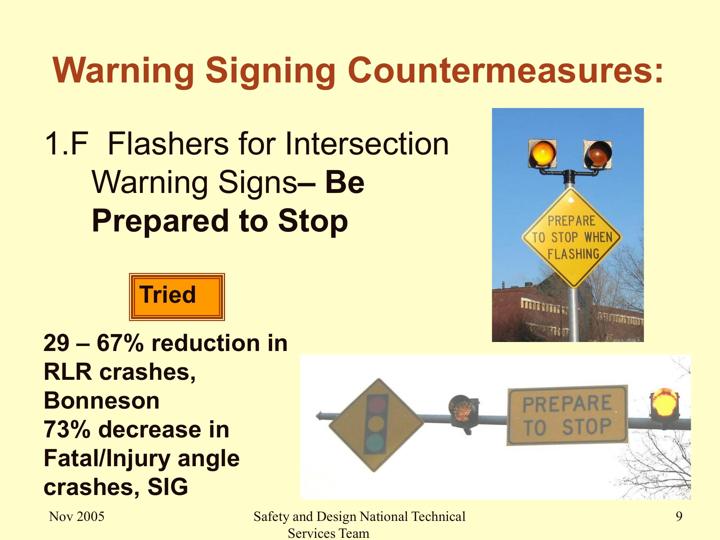 Warning Signing Countermeasures:
1.F  Flashers for Intersection
Warning Signs– Be
Prepared to Stop
PREPARE
TO STOP WHEN
FLASHING
Tried
29 – 67% reduction in
RLR crashes,
Bonneson
73% decrease in
Fatal/Injury angle
crashes, SIG
PREPARE
TO STOP
Nov 2005
Safety and Design National Technical
Services Team
9